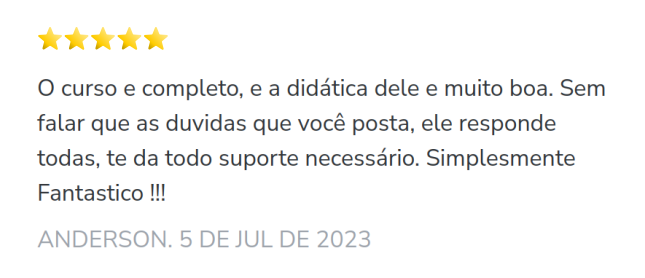 O curso e completo, e a didática dele e muito boa. Sem
falar que as duvidas que você posta, ele responde
todas, te da todo suporte necessário. Simplesmente
Fantastico !!!
ANDERSON. 5 DE JUL DE 2023